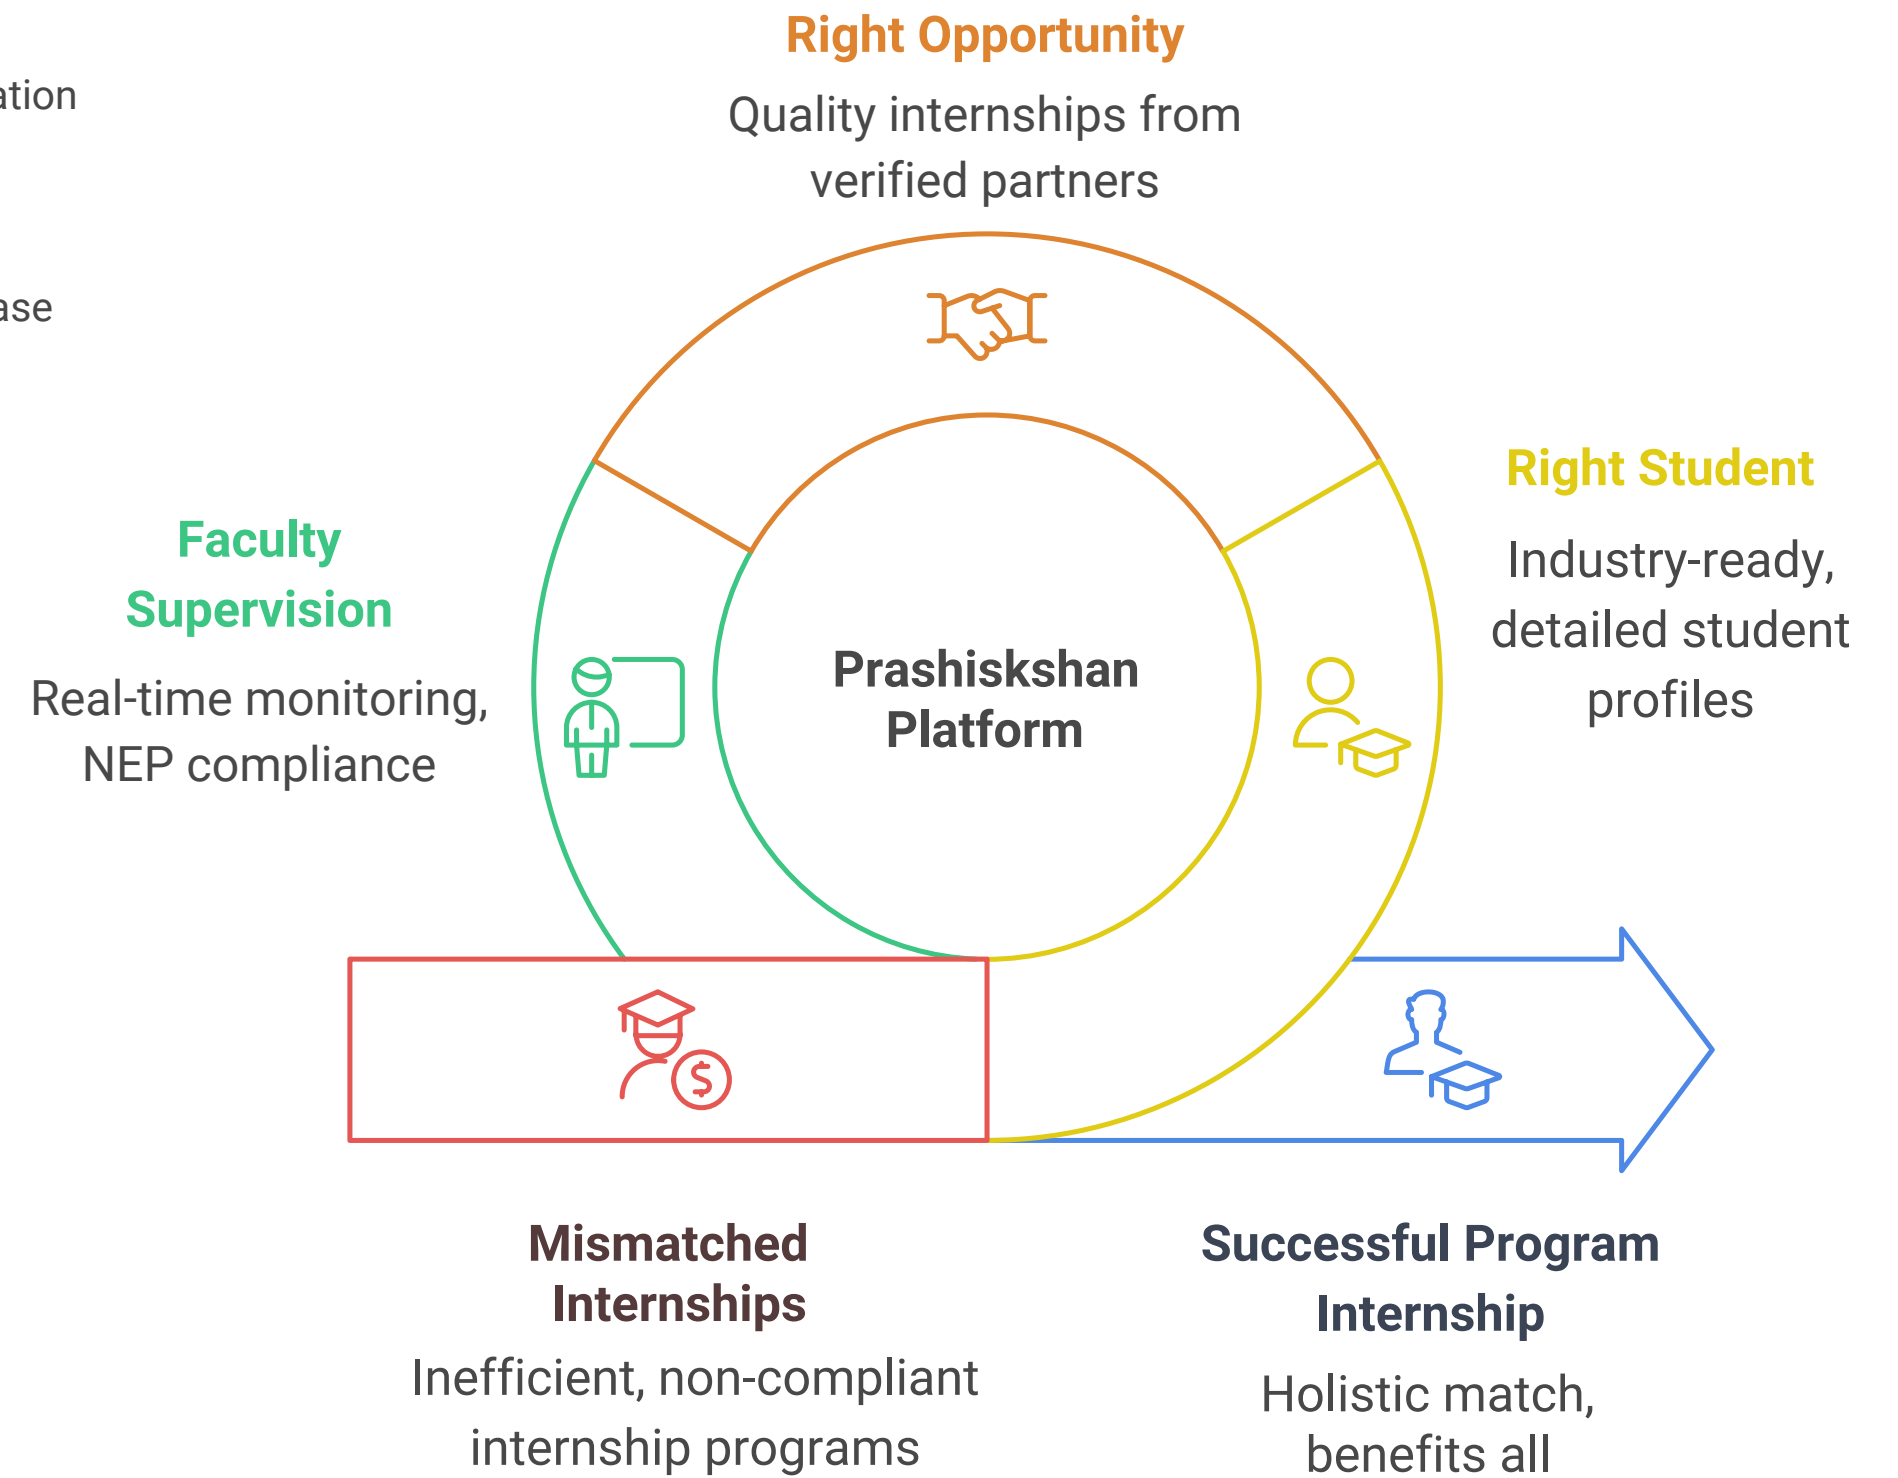 Right Opportunity
Quality internships from
verified partners
ation
ase
Right Student
Industry-ready,
detailed student
profiles
Faculty
Supervision
Real-time monitoring,
NEP compliance
Prashiskshan
Platform
$
Mismatched
Internships
Inefficient, non-compliant
internship programs
Successful Program
Internship
Holistic match,
benefits all